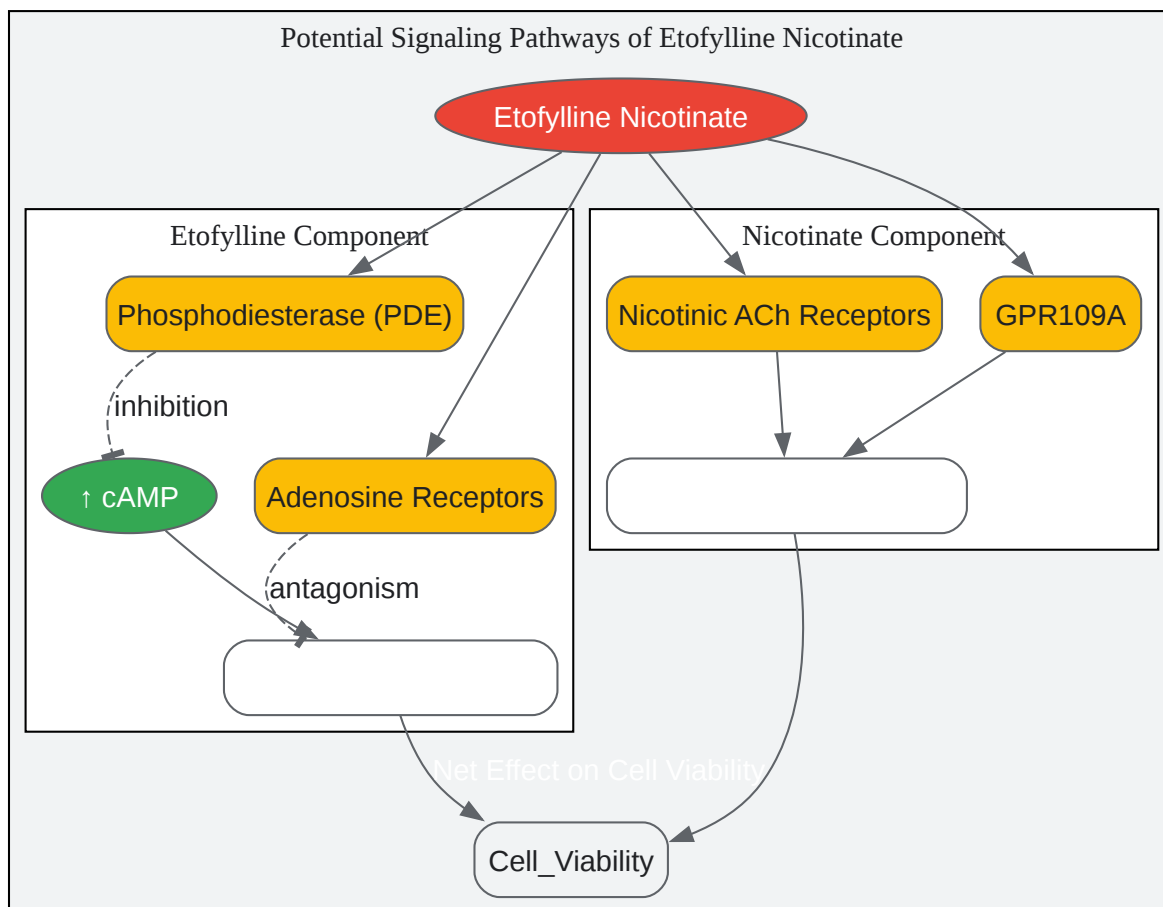 Potential Signaling Pathways of Etofylline Nicotinate
Etofylline Nicotinate
Etofylline Component
Nicotinate Component
Phosphodiesterase (PDE)
Nicotinic ACh Receptors
GPR109A
inhibition
↑ cAMP
Adenosine Receptors
antagonism
Net Effect on Cell Viability
Cell_Viability